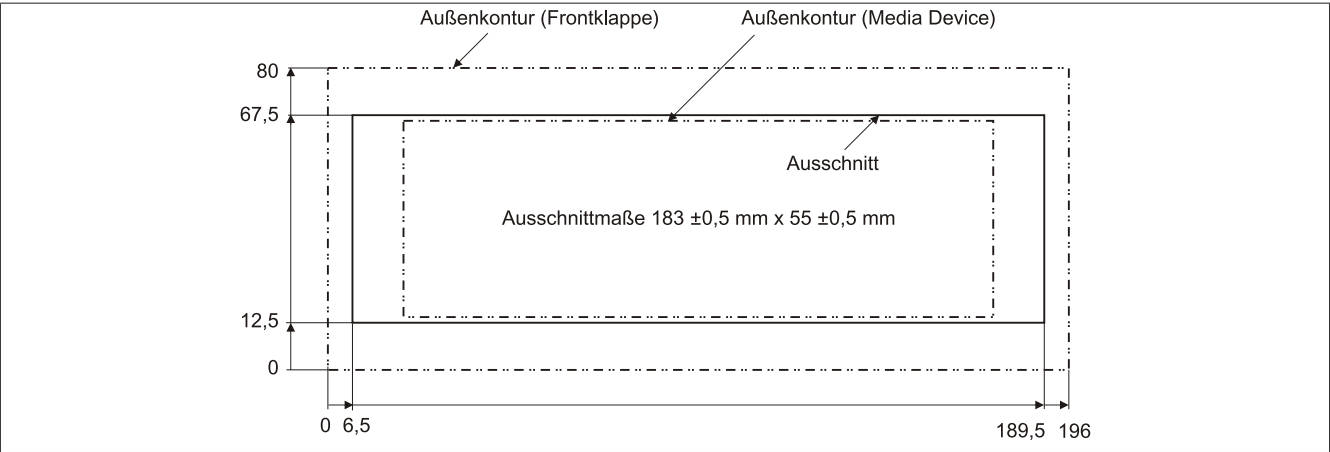 Außenkontur (Frontklappe)
Außenkontur (Media Device)
80
67,5
Ausschnitt
Ausschnittmaße 183 ±0,5 mm x 55 ±0,5 mm
12,5
0
0 6,5
189,5 196